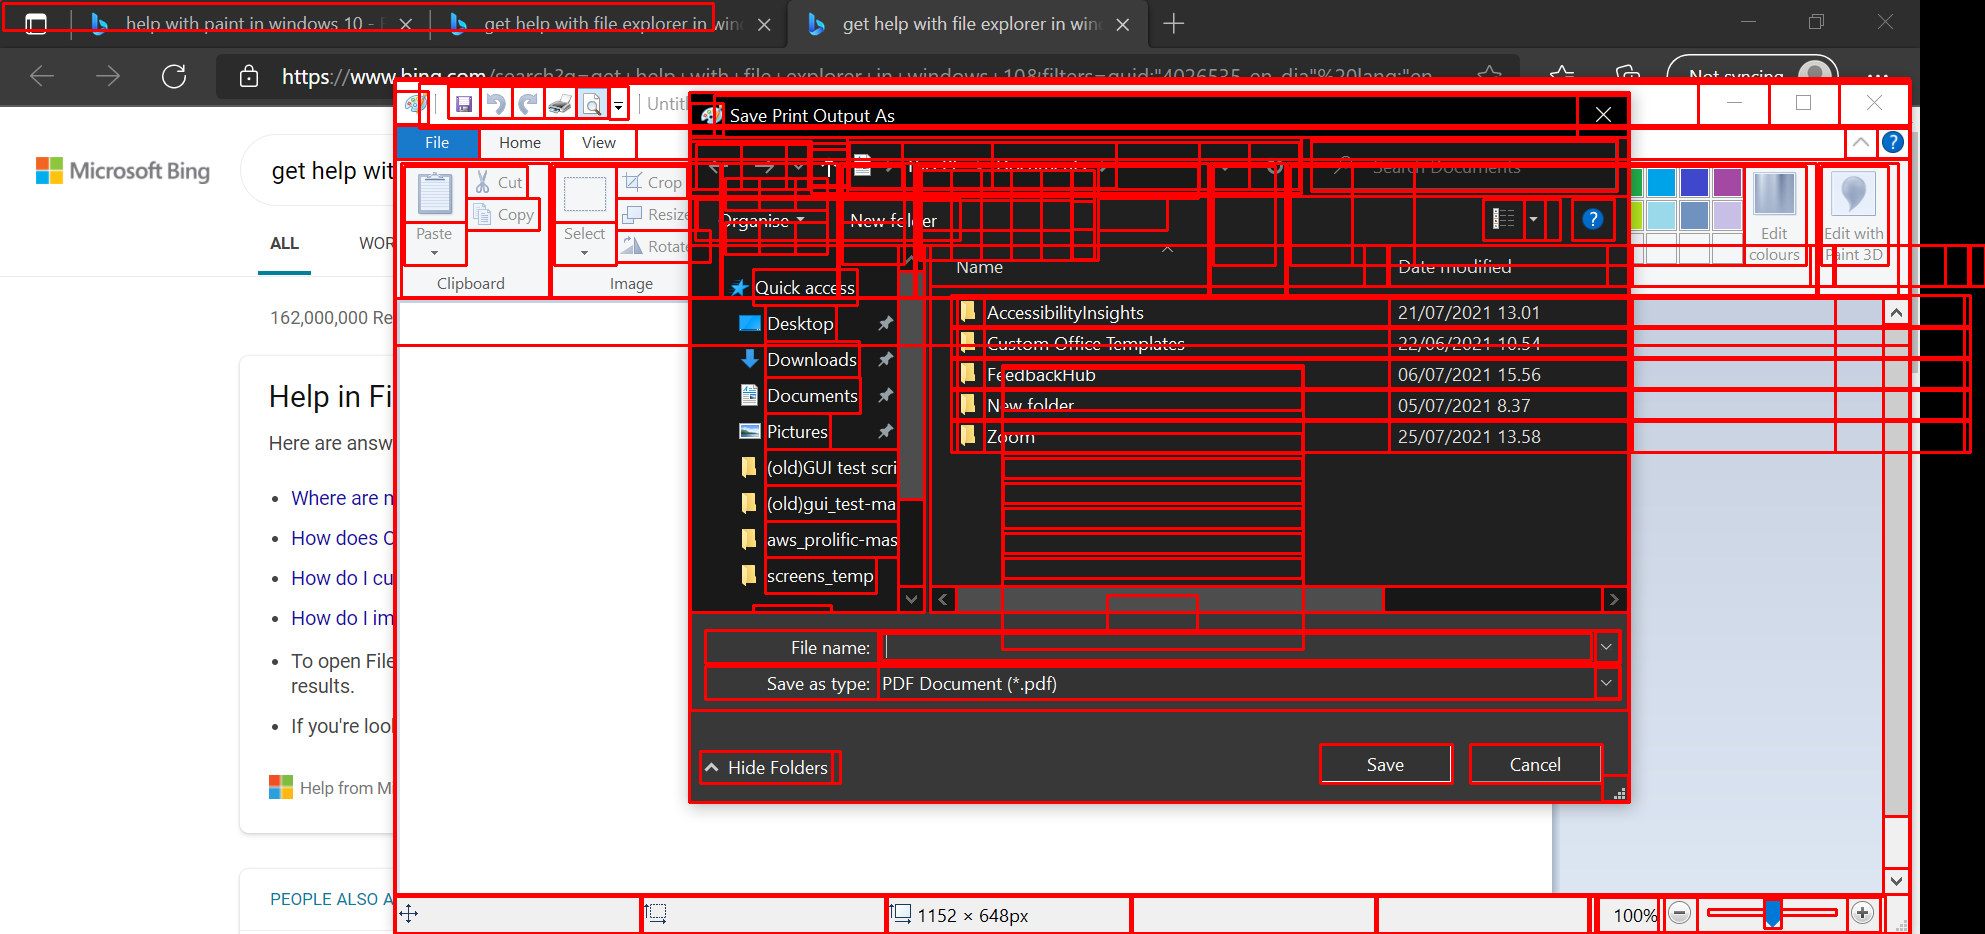 help with paint in windows 10 -
get help with file explorer in wind
get help with file explorer in wind
https://www.bing.com/search?q=get+help+with+file+explorer+in+windows+10&filters=guid:"4026535-en-dia"%20lang:"en
Not syncing
Microsoft Bing
get help wit
ALL
WOR
162,000,000 Re
Help in Fi
Here are answ
Where are m
How does C
How do I cu
How do I im
To open File
results.
If you're lool
Help from Mi
PEOPLE ALSO A
Untitl
File
Home
View
Paste
Cut
Copy
Clipboard
Select
Crop
Resize
Rotate
Image
Edit
colours
Edit with
Paint 3D
Save Print Output As
Documents
Search Documents
Organise
New folder
Name
Date modified
Quick access
Desktop
Downloads
Documents
Pictures
(old)GUI test scri
(old)gui_test-ma
aws_prolific-mas
screens_temp
AccessibilityInsights 21/07/2021 13.01
Custom Office Templates 22/06/2021 10.54
FeedbackHub 06/07/2021 15.56
New folder 05/07/2021 8.37
Zoom 25/07/2021 13.58
File name:
Save as type: PDF Document (*.pdf)
Hide Folders
Save
Cancel
1152 × 648px
100%